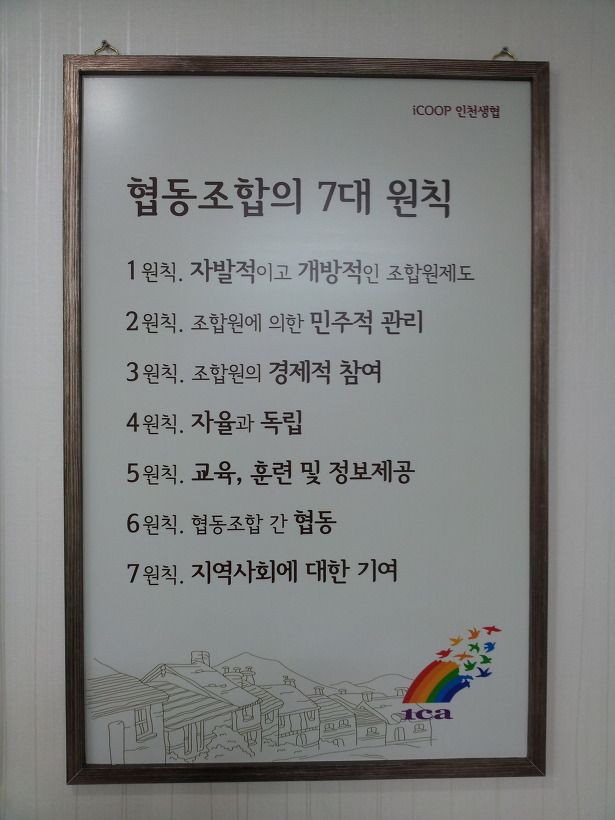 iCOOP 인천생협
협동조합의 7대 원칙
1원칙. 자발적이고 개방적인 조합원제도
2원칙. 조합원에 의한 민주적 관리
3원칙. 조합원의 경제적 참여
4원칙. 자율과 독립
5원칙. 교육, 훈련 및 정보제공
6원칙. 협동조합 간 협동
7원칙. 지역사회에 대한 기여
ica